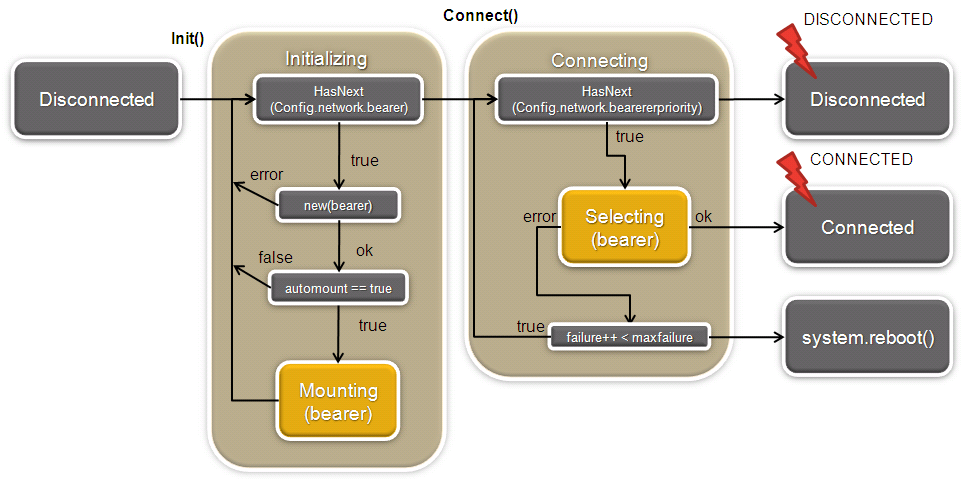 Init()
Connect()
DISCONNECTED
Disconnected
Initializing
HasNext
(Config.network.bearer)
true
error
new(bearer)
ok
false
automount == true
true
Mounting
(bearer)
Connecting
HasNext
(Config.network.bearererpriority)
true
error
Selecting
(bearer)
ok
true
failure++ < maxfailure
Disconnected
CONNECTED
Connected
system.reboot()